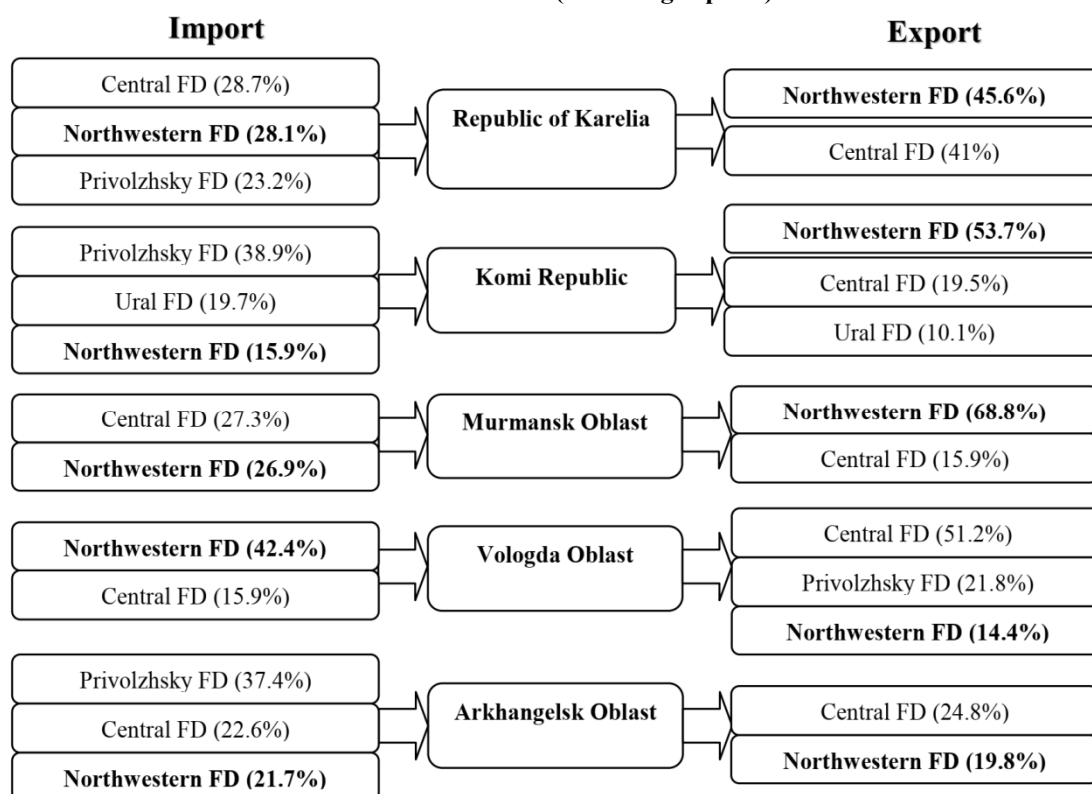 Import
Export
Central FD (28.7%)
Northwestern FD (28.1%)
Privolzhsky FD (23.2%)
Republic of Karelia
Northwestern FD (45.6%)
Central FD (41%)
Privolzhsky FD (38.9%)
Ural FD (19.7%)
Northwestern FD (15.9%)
Komi Republic
Northwestern FD (53.7%)
Central FD (19.5%)
Ural FD (10.1%)
Central FD (27.3%)
Northwestern FD (26.9%)
Murmansk Oblast
Northwestern FD (68.8%)
Central FD (15.9%)
Northwestern FD (42.4%)
Central FD (15.9%)
Vologda Oblast
Central FD (51.2%)
Privolzhsky FD (21.8%)
Northwestern FD (14.4%)
Privolzhsky FD (37.4%)
Central FD (22.6%)
Northwestern FD (21.7%)
Arkhangelsk Oblast
Central FD (24.8%)
Northwestern FD (19.8%)